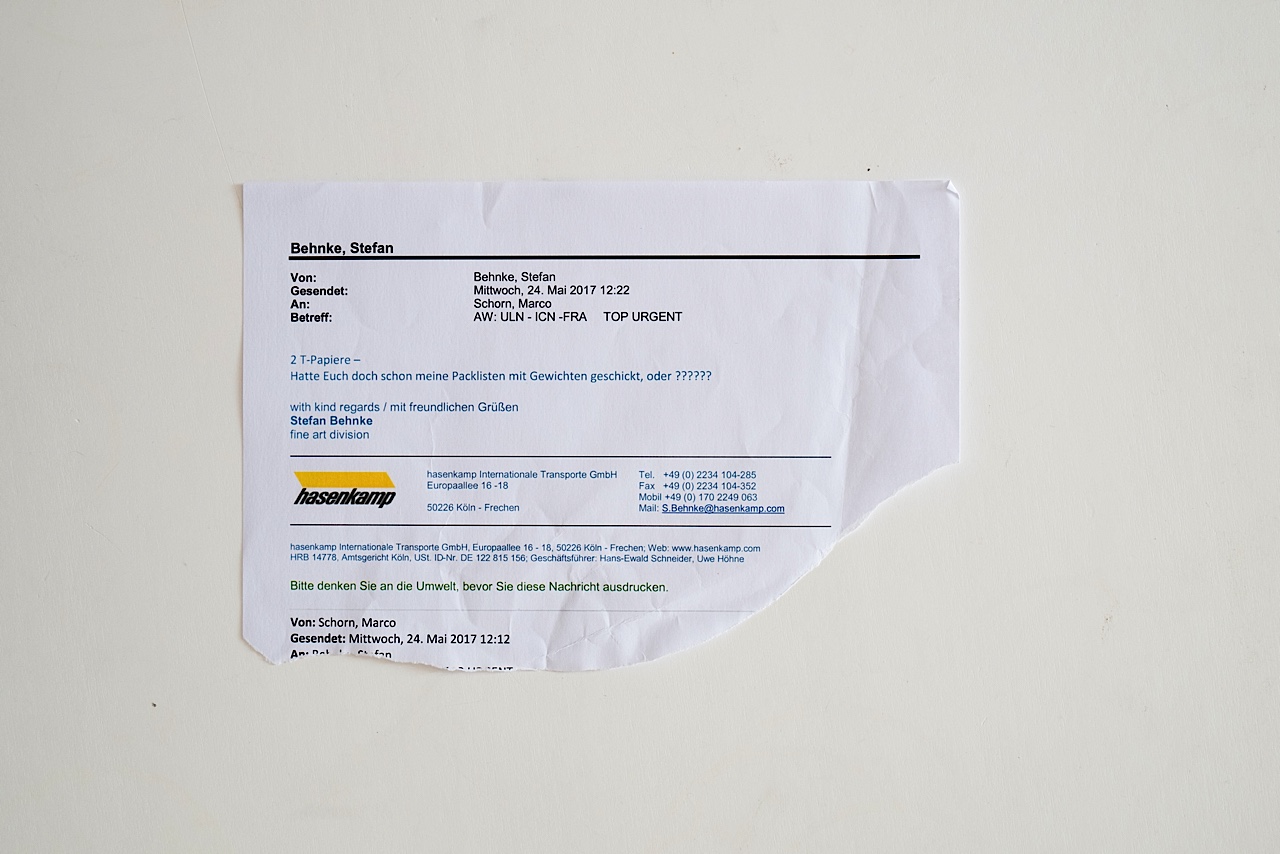 Behnke, Stefan
Von: Behnke, Stefan
Gesendet: Mittwoch, 24. Mai 2017 12:22
An: Schorn, Marco
Betreff: AW: ULN - ICN -FRA TOP URGENT
2 T-Papiere –
Hatte Euch doch schon meine Packlisten mit Gewichten geschickt, oder ??????
with kind regards / mit freundlichen Grüßen
Stefan Behnke
fine art division
hasenkamp
hasenkamp Internationale Transporte GmbH Tel. +49 (0) 2234 104-285
Europaallee 16 -18 Fax +49 (0) 2234 104-352
Mobil +49 (0) 170 2249 063
50226 Köln - Frechen Mail: S.Behnke@hasenkamp.com
hasenkamp Internationale Transporte GmbH, Europaallee 16 - 18, 50226 Köln - Frechen; Web: www.hasenkamp.com
HRB 14778, Amtsgericht Köln, USt. ID-Nr. DE 122 815 156; Geschäftsführer: Hans-Ewald Schneider, Uwe Höhne
Bitte denken Sie an die Umwelt, bevor Sie diese Nachricht ausdrucken.
Von: Schorn, Marco
Gesendet: Mittwoch, 24. Mai 2017 12:12
An: Behnke, Stefan